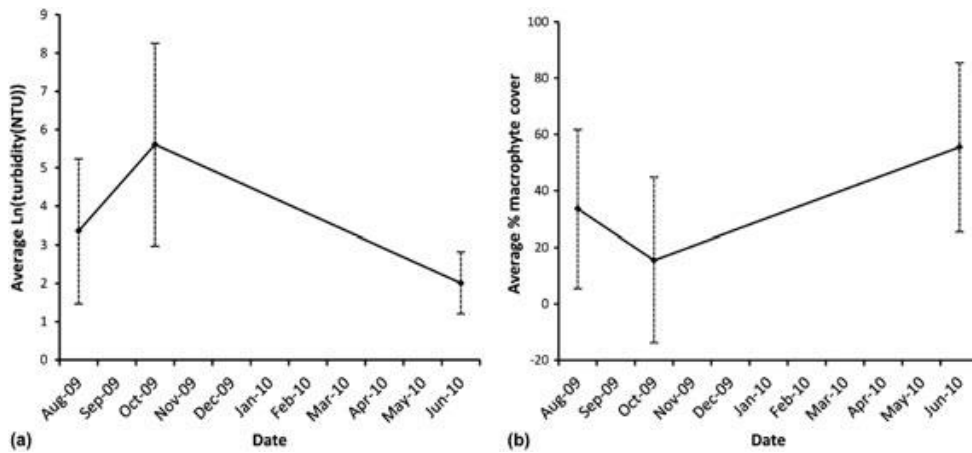 9
8
7
6
5
4
3
2
1
0
Average Ln(turbidity(NTU))
Aug-09
Sep-09
Oct-09
Nov-09
Dec-09
Jan-10
Feb-10
Mar-10
Apr-10
May-10
Jun-10
(a)
Date
100
80
60
40
20
0
-20
Average % macrophyte cover
Aug-09
Sep-09
Oct-09
Nov-09
Dec-09
Jan-10
Feb-10
Mar-10
Apr-10
May-10
Jun-10
(b)
Date